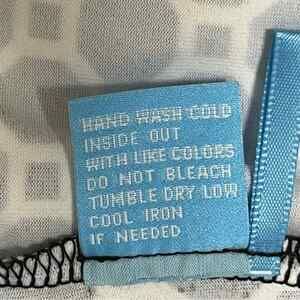 HAND WASH COLD
INSIDE OUT
WITH LIKE COLORS
DO NOT BLEACH
TUMBLE DRY LOW
COOL IRON
IF NEEDED